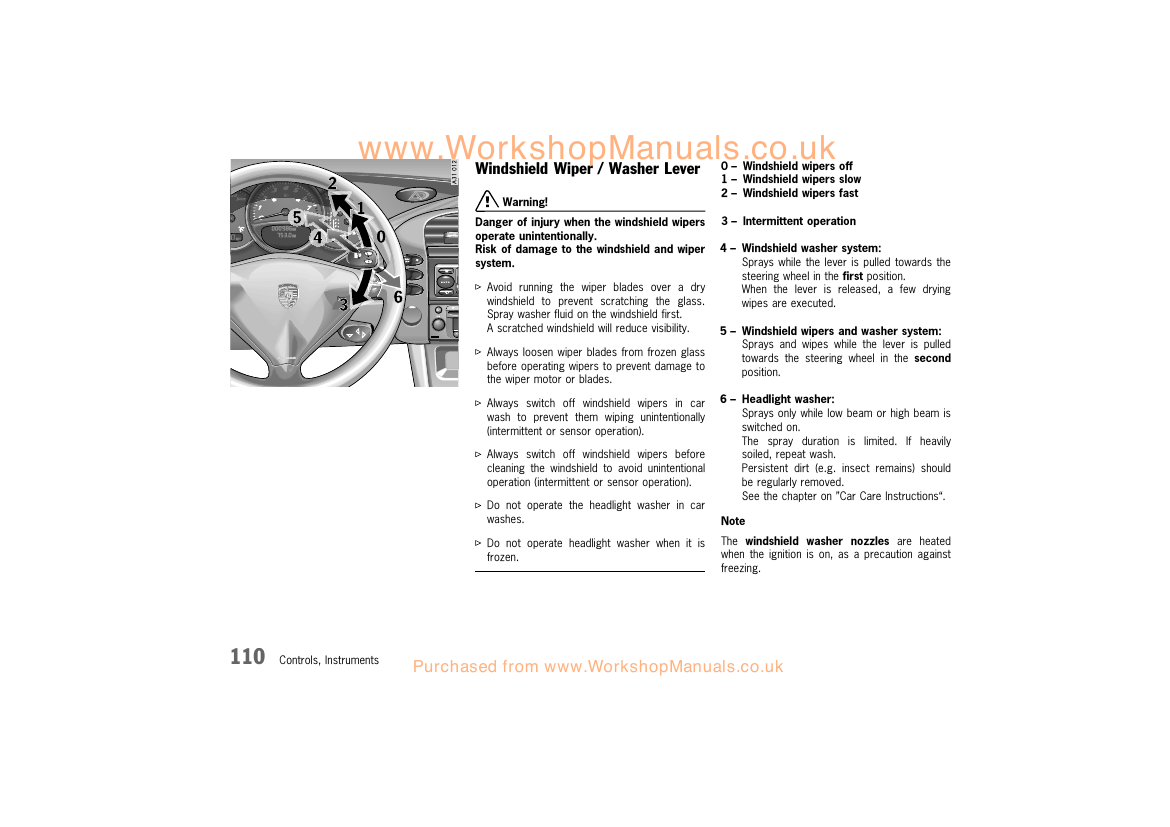 www.WorkshopManuals.co.uk
A31 012
2
1
5
4
0
6
3
Windshield Wiper / Washer Lever
Warning!
Danger of injury when the windshield wipers
operate unintentionally.
Risk of damage to the windshield and wiper
system.
▷ Avoid running the wiper blades over a dry
windshield to prevent scratching the glass.
Spray washer fluid on the windshield first.
A scratched windshield will reduce visibility.
▷ Always loosen wiper blades from frozen glass
before operating wipers to prevent damage to
the wiper motor or blades.
▷ Always switch off windshield wipers in car
wash to prevent them wiping unintentionally
(intermittent or sensor operation).
▷ Always switch off windshield wipers before
cleaning the windshield to avoid unintentional
operation (intermittent or sensor operation).
▷ Do not operate the headlight washer in car
washes.
▷ Do not operate headlight washer when it is
frozen.
0 – Windshield wipers off
1 – Windshield wipers slow
2 – Windshield wipers fast
3 – Intermittent operation
4 – Windshield washer system:
Sprays while the lever is pulled towards the
steering wheel in the first position.
When the lever is released, a few drying
wipes are executed.
5 – Windshield wipers and washer system:
Sprays and wipes while the lever is pulled
towards the steering wheel in the second
position.
6 – Headlight washer:
Sprays only while low beam or high beam is
switched on.
The spray duration is limited. If heavily
soiled, repeat wash.
Persistent dirt (e.g. insect remains) should
be regularly removed.
See the chapter on ”Car Care Instructions“.
Note
The windshield washer nozzles are heated
when the ignition is on, as a precaution against
freezing.
110 Controls, Instruments
Purchased from www.WorkshopManuals.co.uk